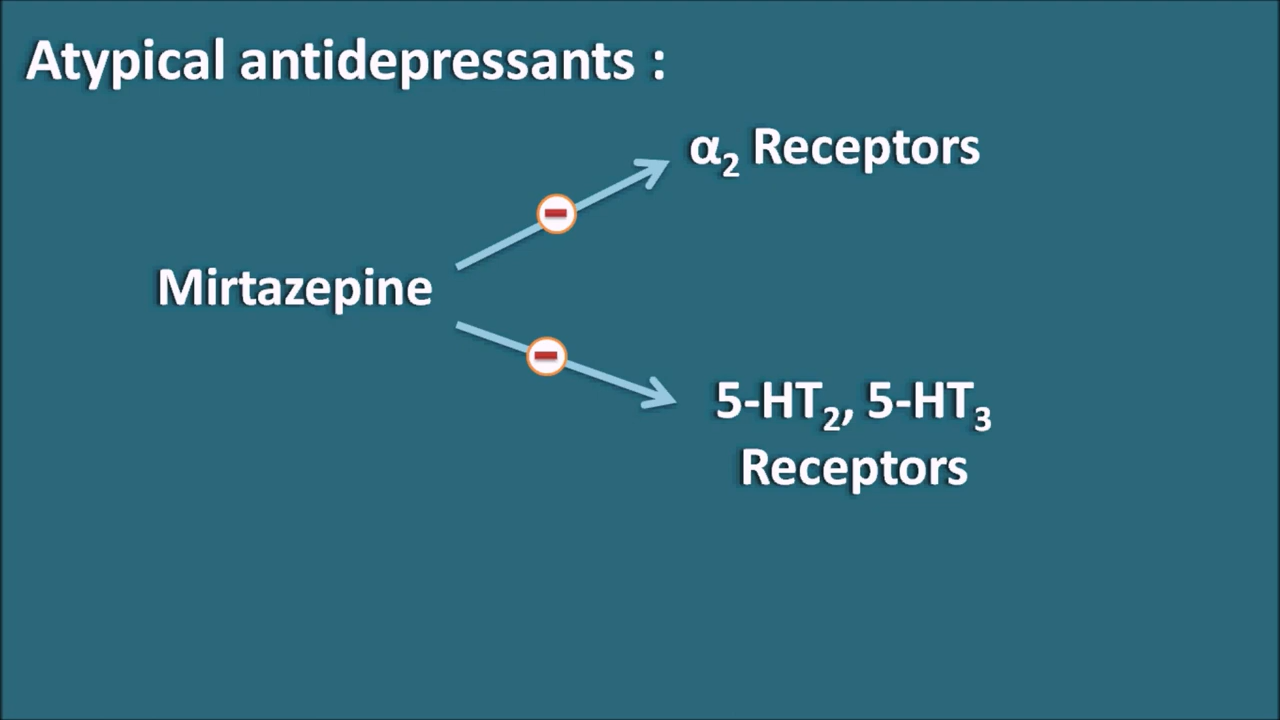 Atypical antidepressants :
α₂ Receptors
Mirtazepine
5-HT₂, 5-HT₃
Receptors